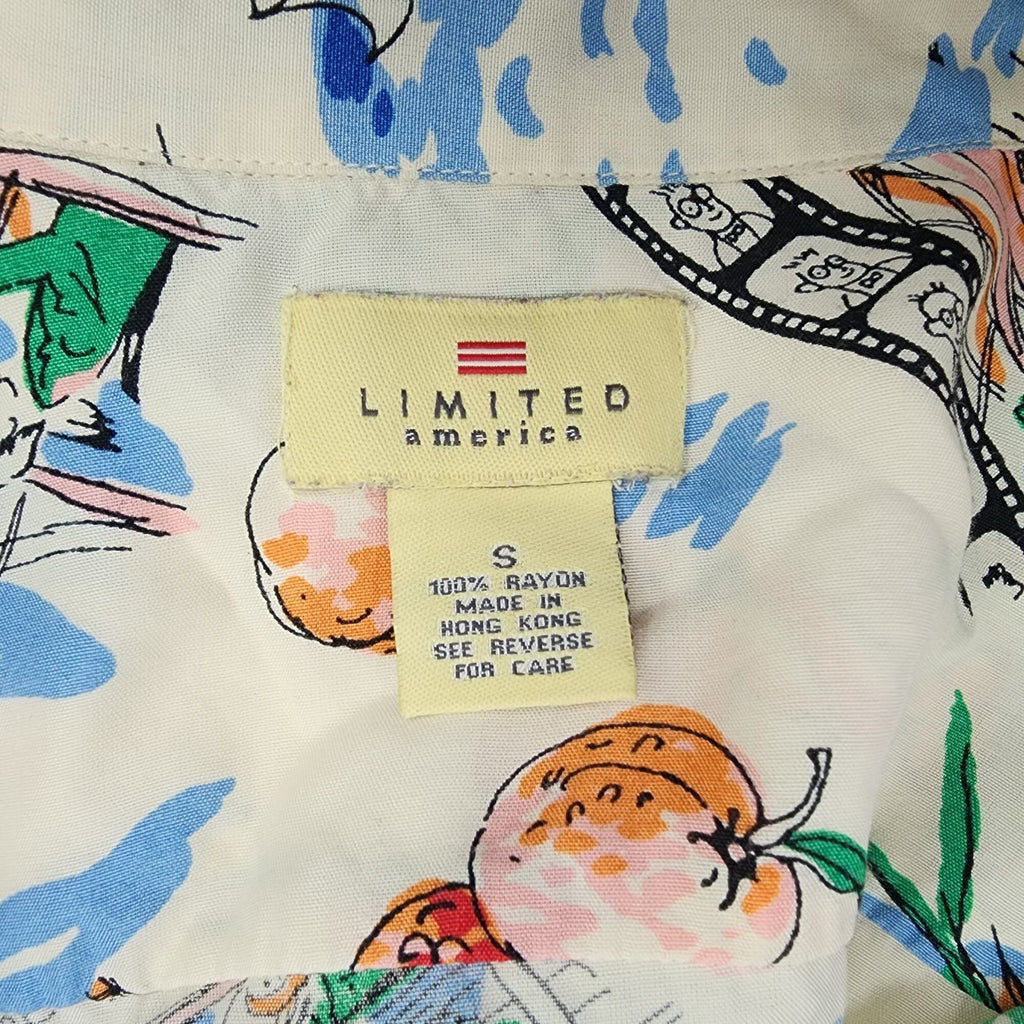 LIMITED
america
S
100% RAYON
MADE IN
HONG KONG
SEE REVERSE
FOR CARE